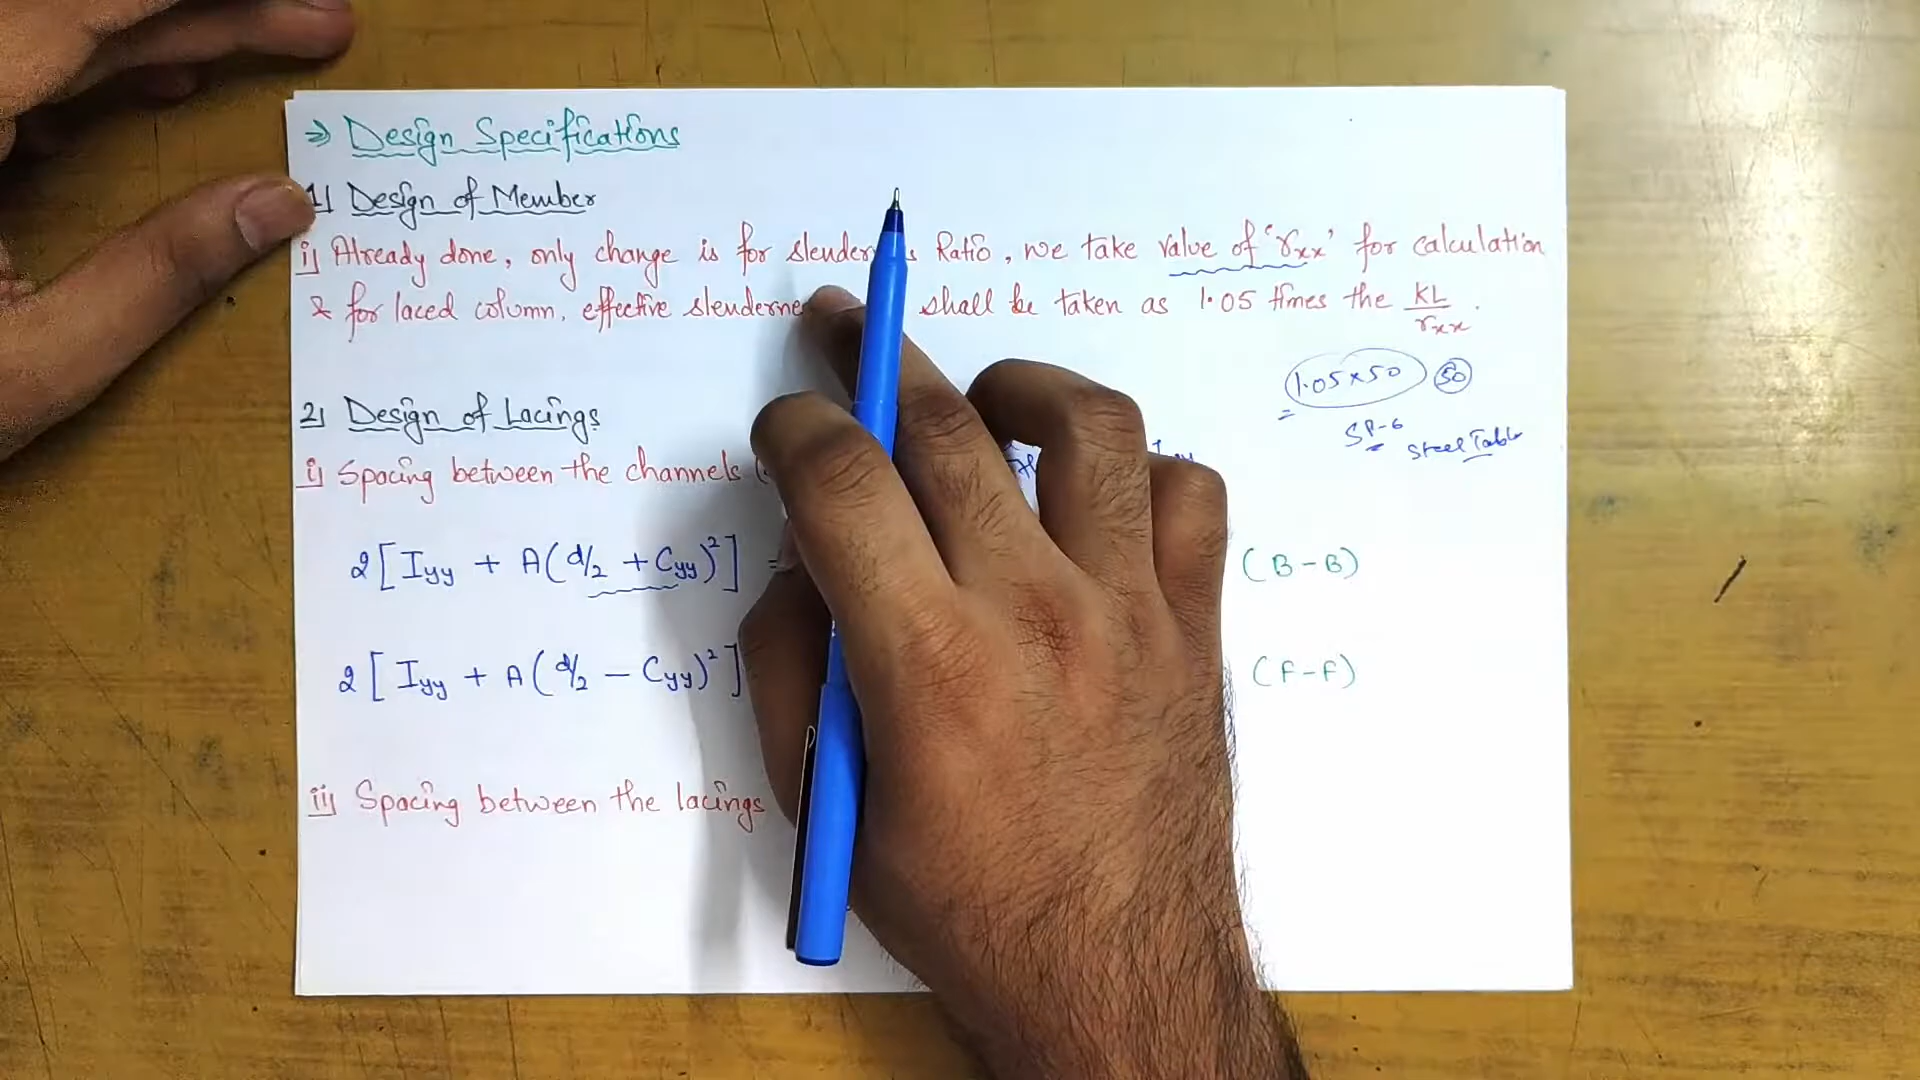 ⇒ Design Specifications
1) Design of Member
i) Already done, only change is for Ratio, we take value of 'rxx' for calculation
& for laced column, effective shall be taken as 1.05 times the KL/rxx.
1.05×50 50
=
SP-6 Steel Table
2) Design of Lacings
i) Spacing between the channels
2[Iyy + A(d/2 + Cyy)²] = (B-B)
2[Iyy + A(d/2 - Cyy)²] (F-F)
ii) Spacing between the lacings